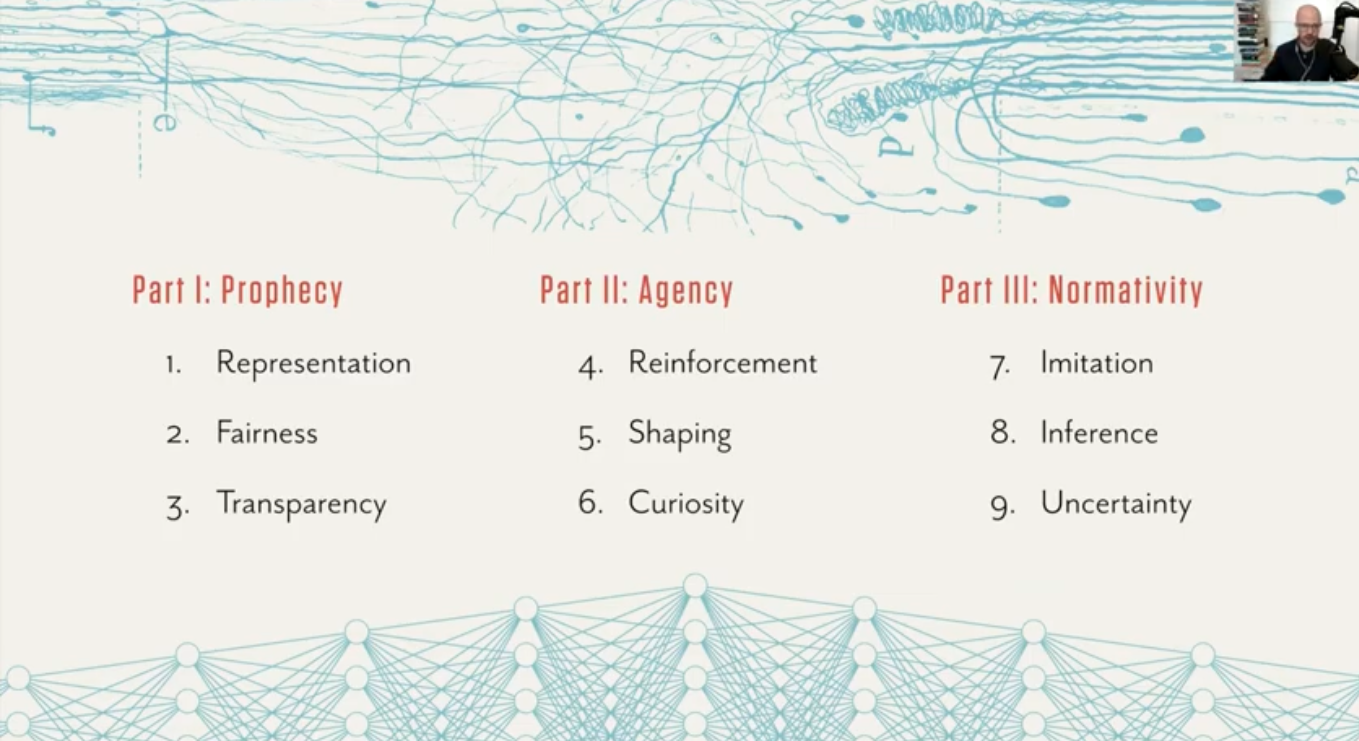 f
e
P
Part I: Prophecy
1. Representation
2. Fairness
3. Transparency
Part II: Agency
4. Reinforcement
5. Shaping
6. Curiosity
Part III: Normativity
7. Imitation
8. Inference
9. Uncertainty